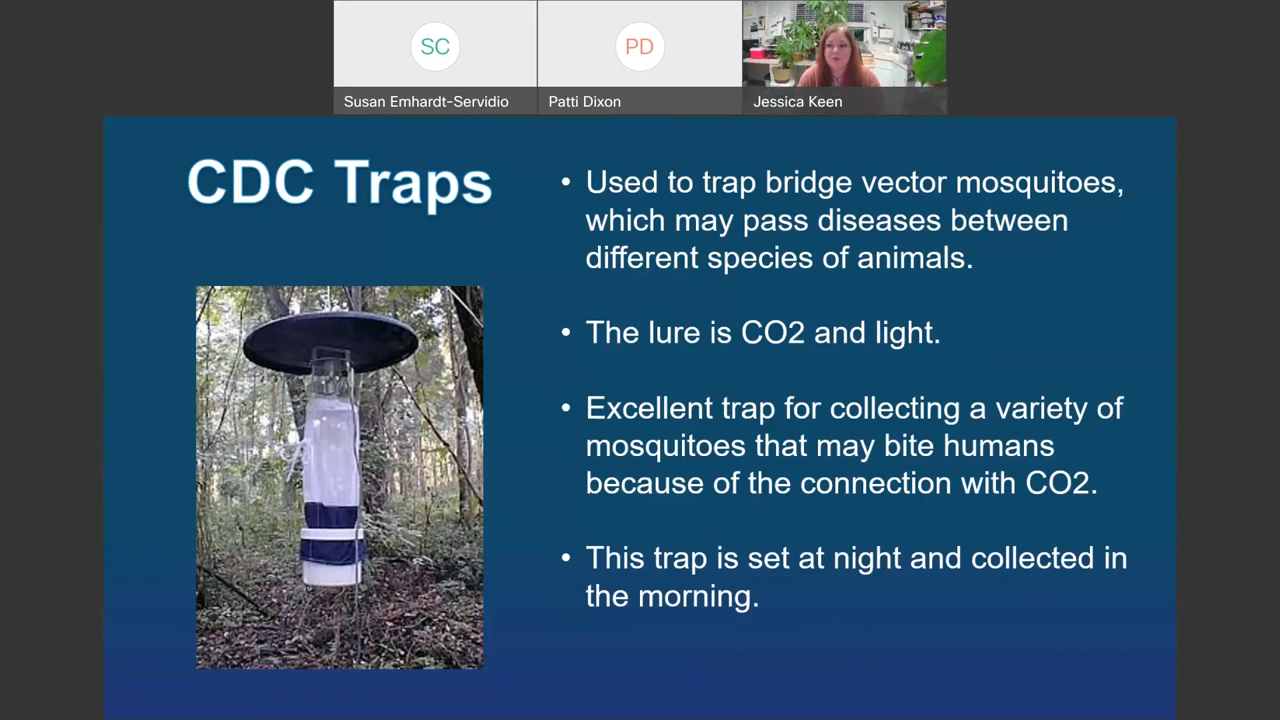 SC
PD
Susan Emhardt-Servidio
Patti Dixon
Jessica Keen
CDC Traps
• Used to trap bridge vector mosquitoes,
which may pass diseases between
different species of animals.
• The lure is CO2 and light.
• Excellent trap for collecting a variety of
mosquitoes that may bite humans
because of the connection with CO2.
• This trap is set at night and collected in
the morning.